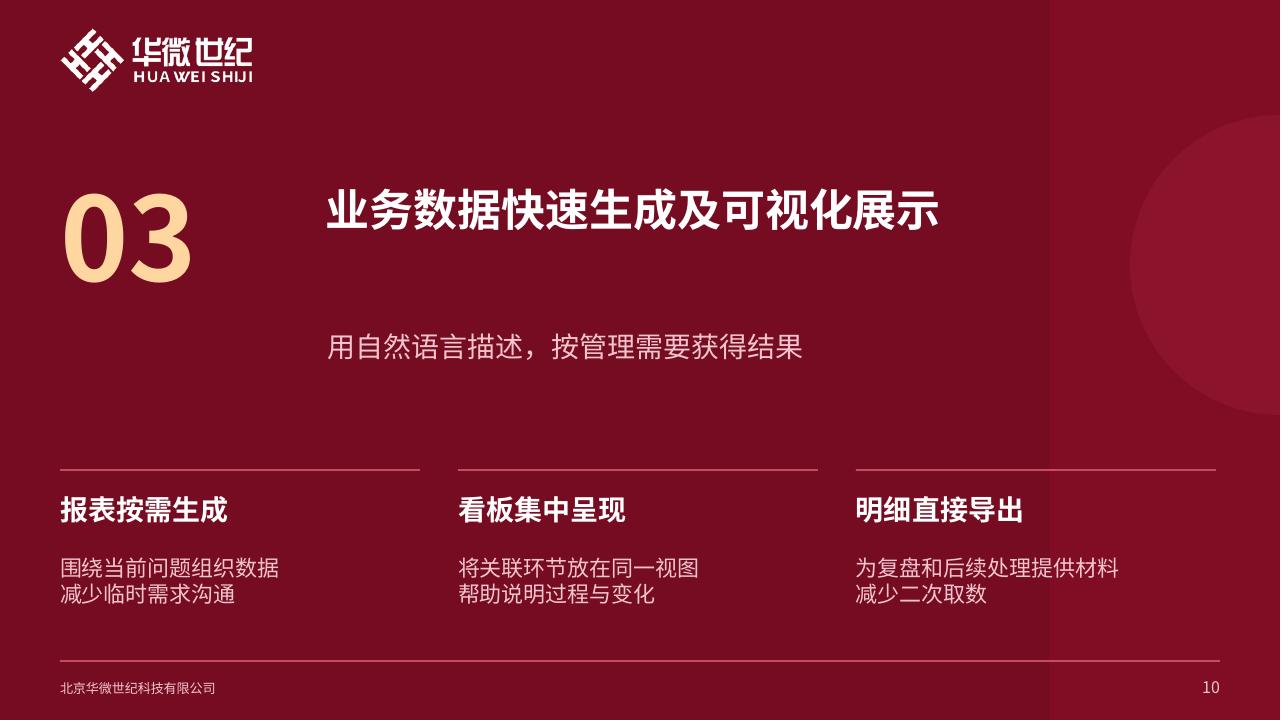 华微世纪
HUA WEI SHIJI
03
业务数据快速生成及可视化展示
用自然语言描述，按管理需要获得结果
报表按需生成
围绕当前问题组织数据
减少临时需求沟通
看板集中呈现
将关联环节放在同一视图
帮助说明过程与变化
明细直接导出
为复盘和后续处理提供材料
减少二次取数
北京华微世纪科技有限公司
10